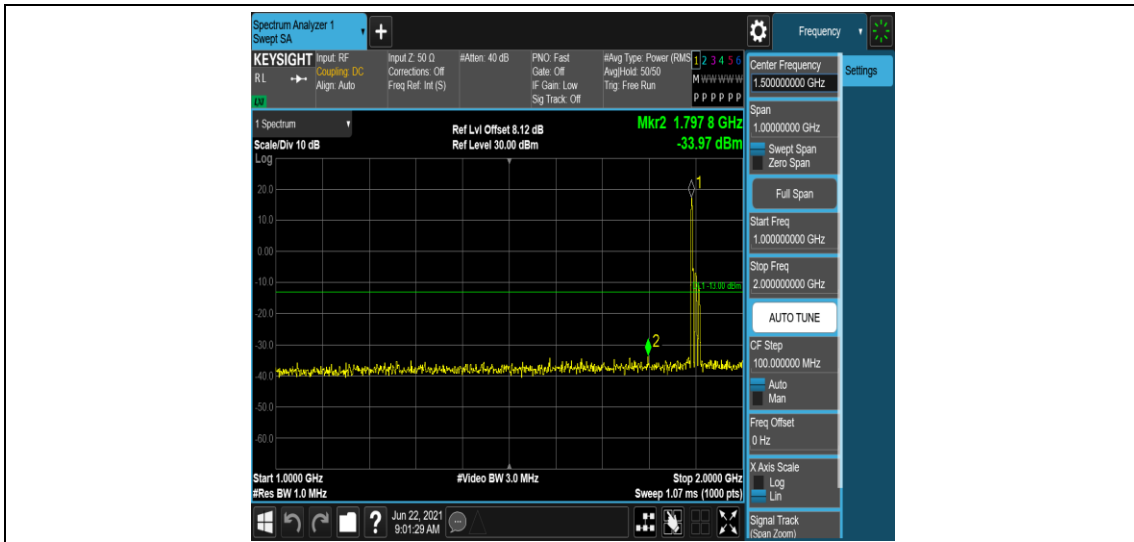 Spectrum Analyzer 1
Swept SA
+
Frequency
KEYSIGHT
RL
LXI
Input: RF
Coupling: DC
Align: Auto
Input Z: 50 Ω
Corrections: Off
Freq Ref: Int (S)
#Atten: 40 dB
PNO: Fast
Gate: Off
IF Gain: Low
Sig Track: Off
#Avg Type: Power (RMS
Avg|Hold: 50/50
Trig: Free Run
1 2 3 4 5 6
M W W W W W
P P P P P P
1 Spectrum
Scale/Div 10 dB
Log
Ref Lvl Offset 8.12 dB
Ref Level 30.00 dBm
Mkr2 1.797 8 GHz
-33.97 dBm
1
20.0
10.0
0.00
-10.0
-13.00 dBm
-20.0
-30.0
2
-40.0
-50.0
-60.0
Start 1.0000 GHz
#Res BW 1.0 MHz
#Video BW 3.0 MHz
Stop 2.0000 GHz
Sweep 1.07 ms (1000 pts)
Center Frequency
1.500000000 GHz
Settings
Span
1.00000000 GHz
Swept Span
Zero Span
Full Span
Start Freq
1.000000000 GHz
Stop Freq
2.000000000 GHz
AUTO TUNE
CF Step
100.000000 MHz
Auto
Man
Freq Offset
0 Hz
X Axis Scale
Log
Lin
Signal Track
(Span Zoom)
?
Jun 22, 2021
9:01:29 AM